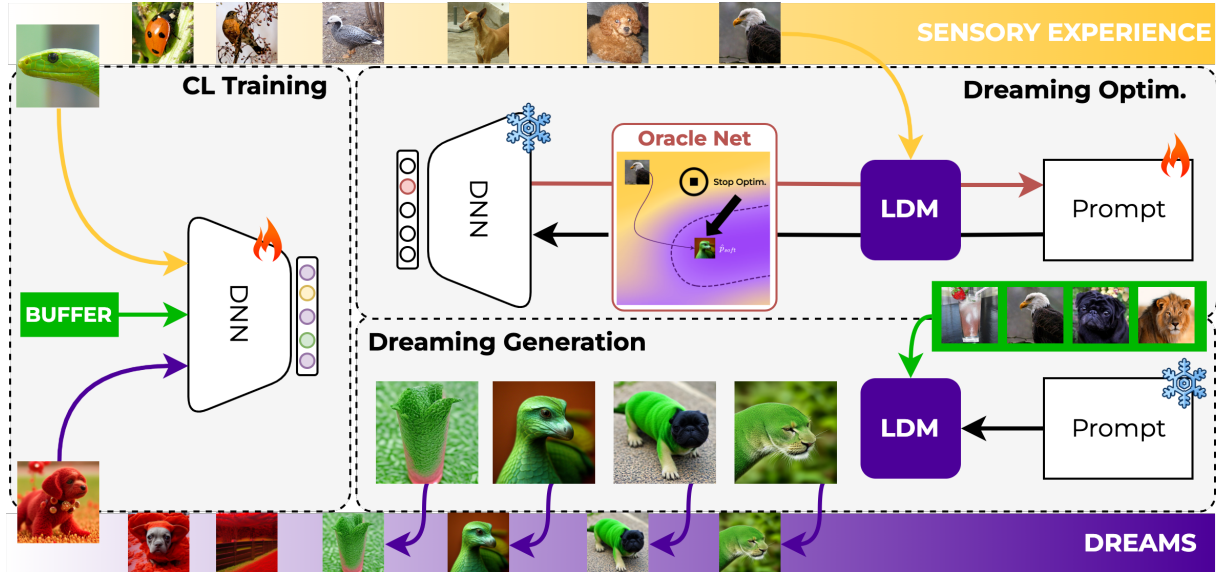 SENSORY EXPERIENCE
CL Training
Dreaming Optim.
Oracle Net
Stop Optim.
DNN
LDM
Prompt
BUFFER
DNN
Dreaming Generation
LDM
Prompt
DREAMS